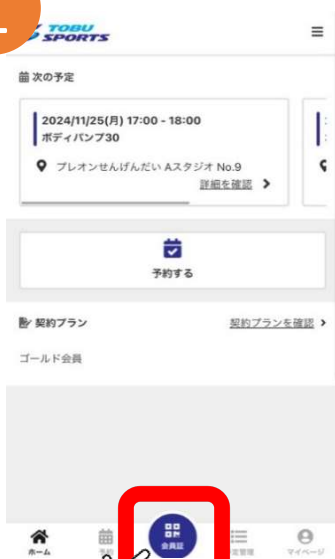 TOBU
SPORTS
次の予定
2024/11/25(月) 17:00 - 18:00
ボディパンプ30
プレオンせんげんだい Aスタジオ No.9
詳細を確認
予約する
契約プラン
契約プランを確認
ゴールド会員
会員証
ホーム
予約
マイページ